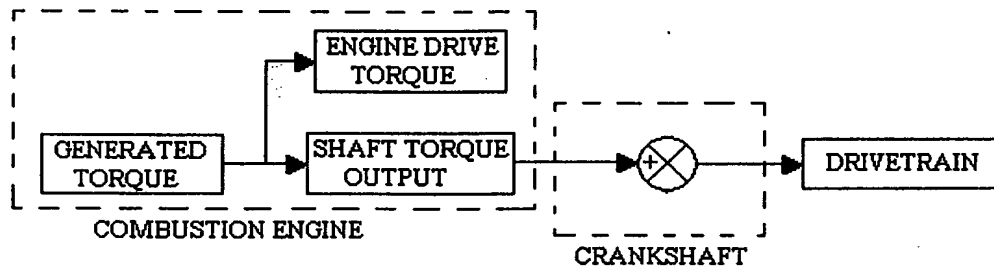 ENGINE DRIVE
TORQUE
GENERATED
TORQUE
SHAFT TORQUE
OUTPUT
+
DRIVETRAIN
COMBUSTION ENGINE
CRANKSHAFT